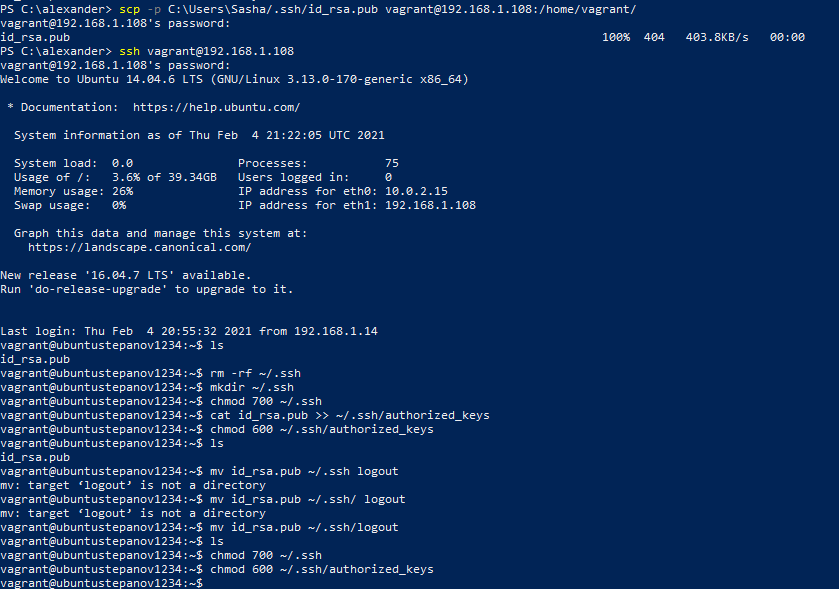 PS C:\alexander> scp -p C:\Users\Sasha/.ssh/id_rsa.pub vagrant@192.168.1.108:/home/vagrant/
vagrant@192.168.1.108's password:
id_rsa.pub 100% 404 403.8KB/s 00:00
PS C:\alexander> ssh vagrant@192.168.1.108
vagrant@192.168.1.108's password:
Welcome to Ubuntu 14.04.6 LTS (GNU/Linux 3.13.0-170-generic x86_64)
* Documentation: https://help.ubuntu.com/
System information as of Thu Feb 4 21:22:05 UTC 2021
System load: 0.0 Processes: 75
Usage of /: 3.6% of 39.34GB Users logged in: 0
Memory usage: 26% IP address for eth0: 10.0.2.15
Swap usage: 0% IP address for eth1: 192.168.1.108
Graph this data and manage this system at:
https://landscape.canonical.com/
New release '16.04.7 LTS' available.
Run 'do-release-upgrade' to upgrade to it.
Last login: Thu Feb 4 20:55:32 2021 from 192.168.1.14
vagrant@ubuntustepanov1234:~$ ls
id_rsa.pub
vagrant@ubuntustepanov1234:~$ rm -rf ~/.ssh
vagrant@ubuntustepanov1234:~$ mkdir ~/.ssh
vagrant@ubuntustepanov1234:~$ chmod 700 ~/.ssh
vagrant@ubuntustepanov1234:~$ cat id_rsa.pub >> ~/.ssh/authorized_keys
vagrant@ubuntustepanov1234:~$ chmod 600 ~/.ssh/authorized_keys
vagrant@ubuntustepanov1234:~$ ls
id_rsa.pub
vagrant@ubuntustepanov1234:~$ mv id_rsa.pub ~/.ssh logout
mv: target ‘logout’ is not a directory
vagrant@ubuntustepanov1234:~$ mv id_rsa.pub ~/.ssh/ logout
mv: target ‘logout’ is not a directory
vagrant@ubuntustepanov1234:~$ mv id_rsa.pub ~/.ssh/logout
vagrant@ubuntustepanov1234:~$ ls
vagrant@ubuntustepanov1234:~$ chmod 700 ~/.ssh
vagrant@ubuntustepanov1234:~$ chmod 600 ~/.ssh/authorized_keys
vagrant@ubuntustepanov1234:~$